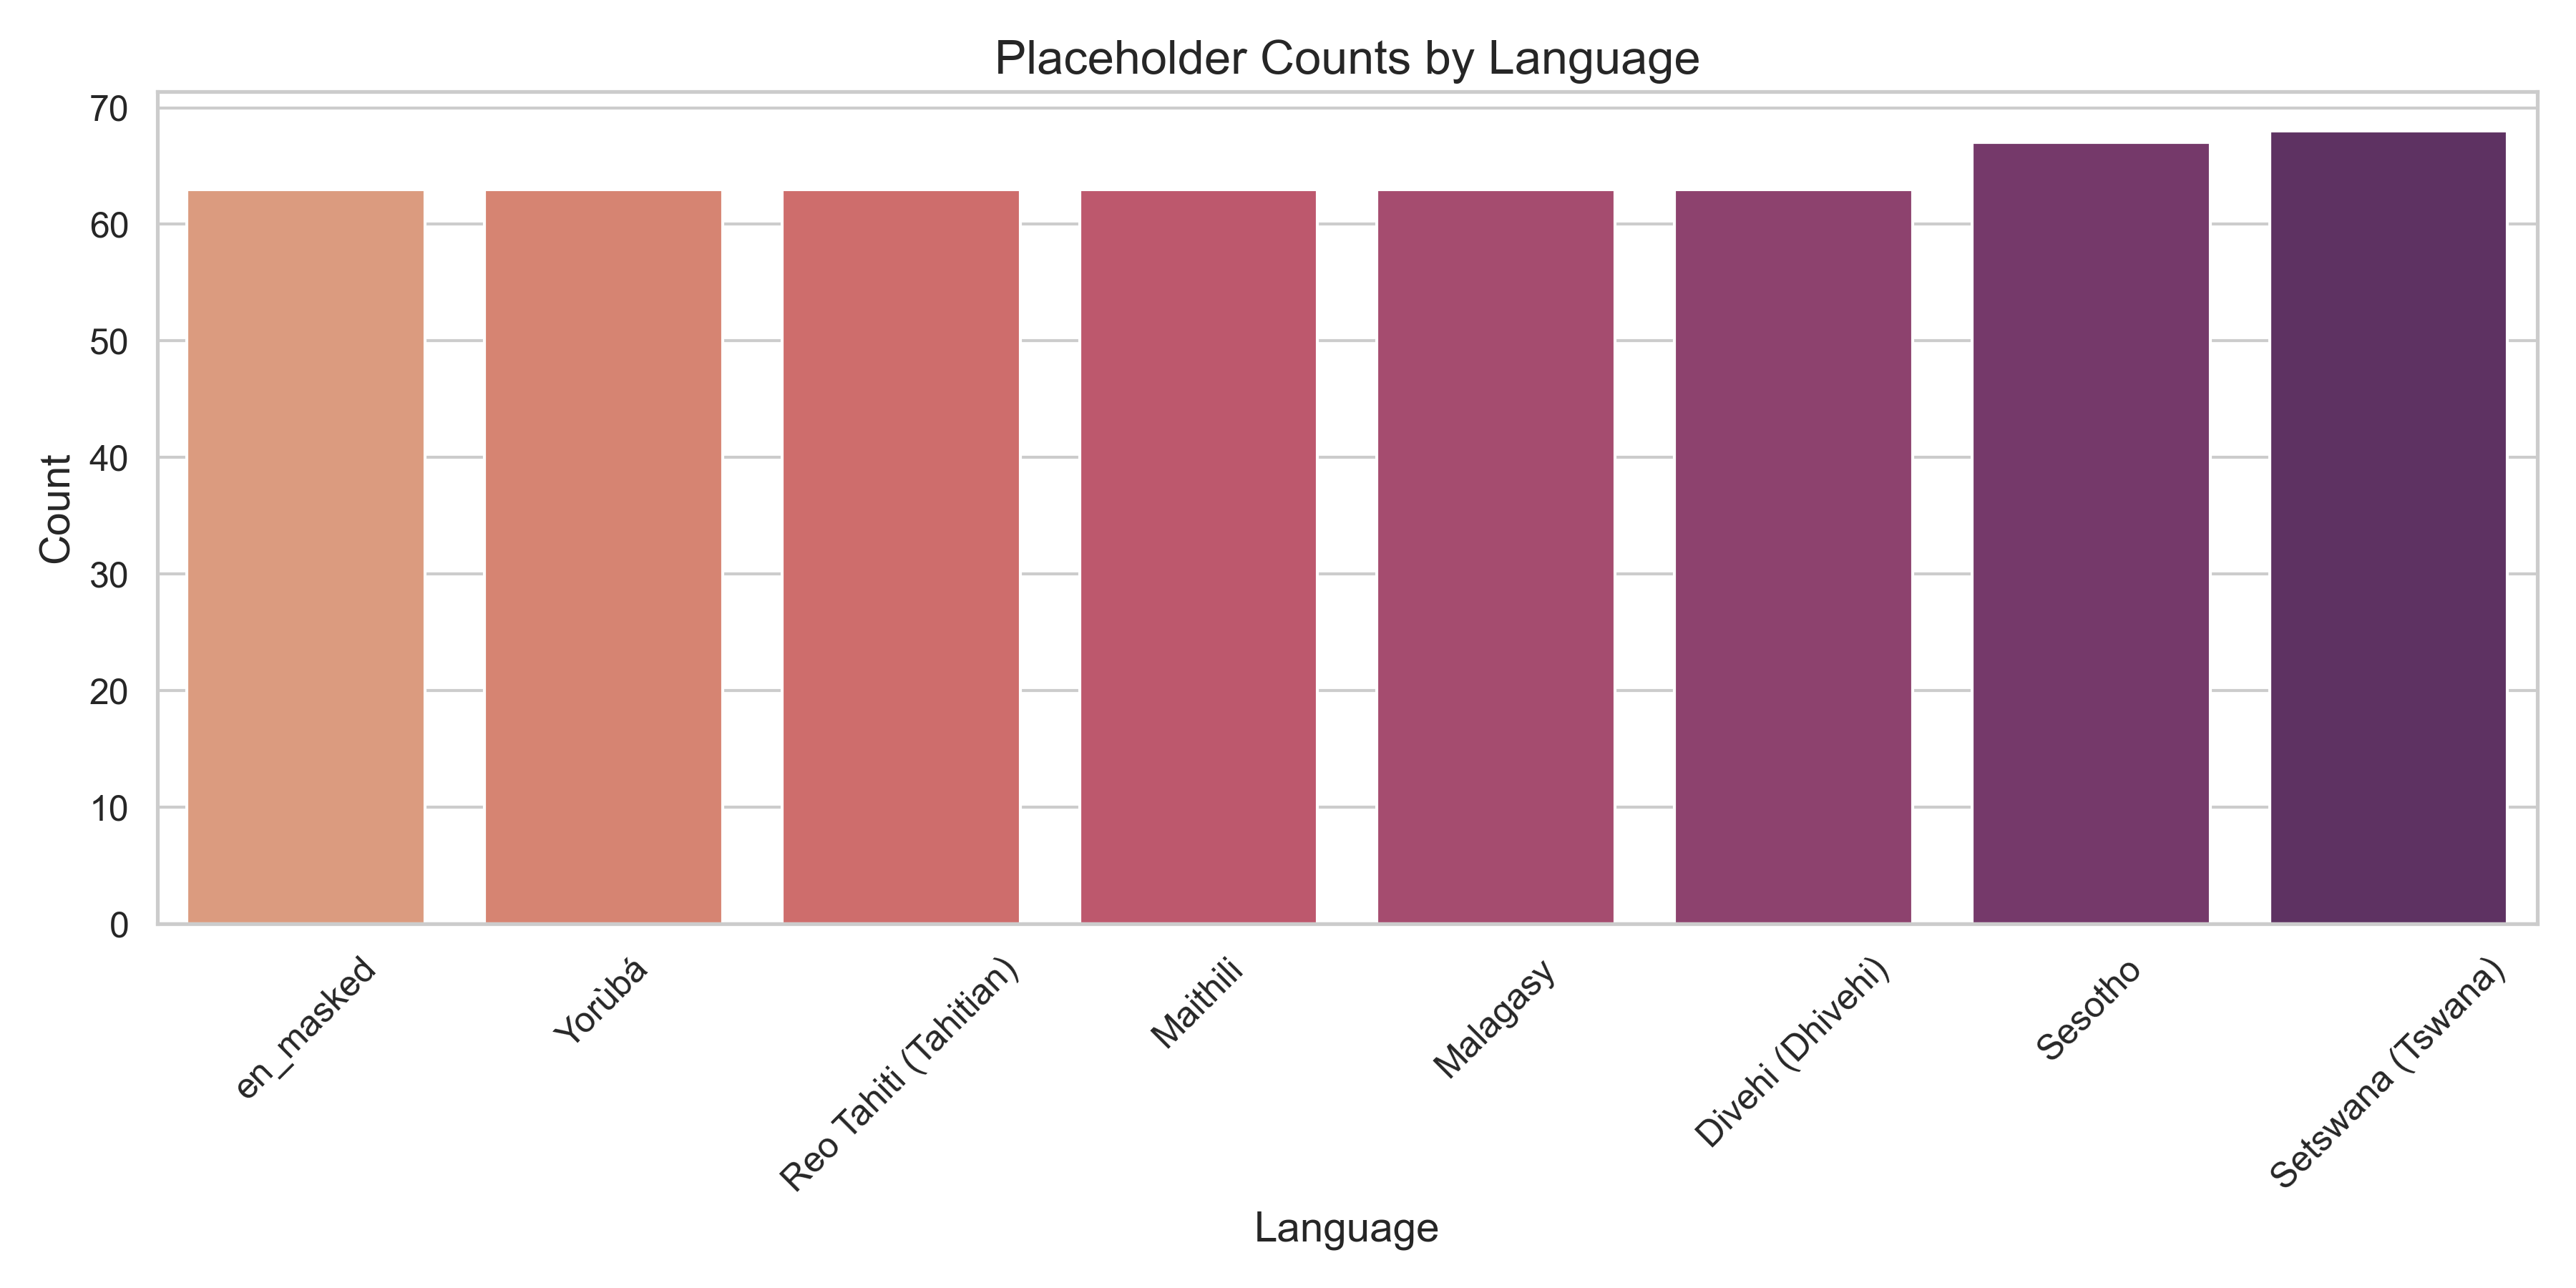 Placeholder Counts by Language
70
60
50
40
30
20
10
0
Count
en_masked
Yorùbá
Reo Tahiti (Tahitian)
Maithili
Malagasy
Divehi (Dhivehi)
Sesotho
Setswana (Tswana)
Language